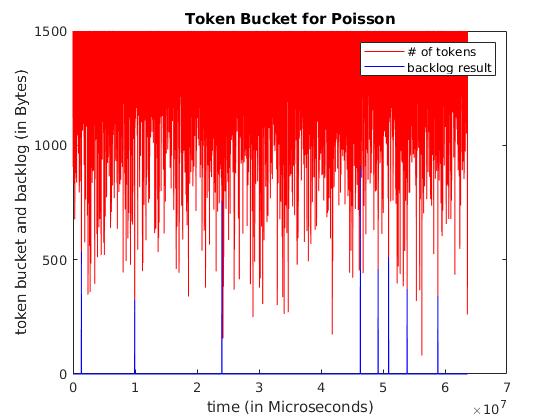 Token Bucket for Poisson
# of tokens
backlog result
token bucket and backlog (in Bytes)
1500
1000
500
0
0 1 2 3 4 5 6 7
×10^7
time (in Microseconds)